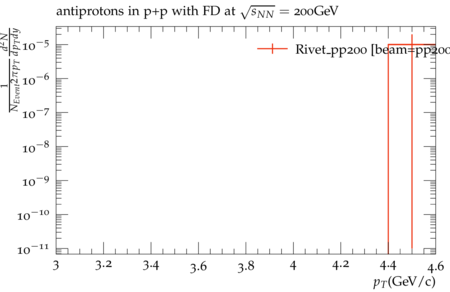 antiprotons in p+p with FD at √s_NN = 200GeV
1/N_Event 1/2πp_T d²N/dp_Tdy
Rivet_pp200 [beam=pp200
10⁻⁵
10⁻⁶
10⁻⁷
10⁻⁸
10⁻⁹
10⁻¹⁰
10⁻¹¹
3 3.2 3.4 3.6 3.8 4 4.2 4.4 4.6
p_T(GeV/c)